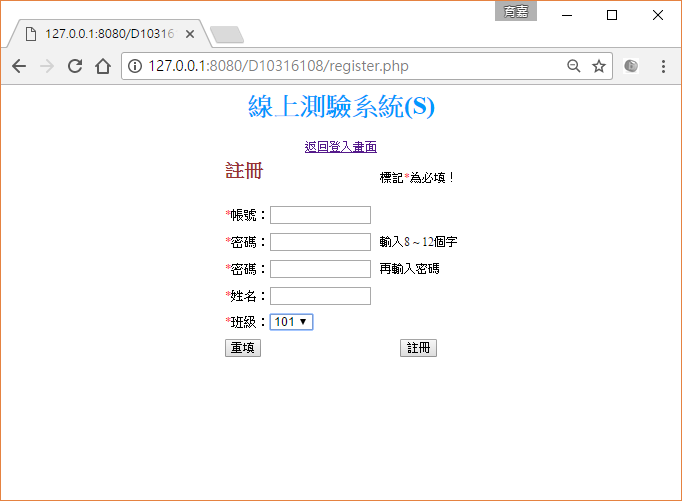 育嘉
127.0.0.1:8080/D10316
127.0.0.1:8080/D10316108/register.php
線上測驗系統(S)
返回登入畫面
註冊 標記*為必填！
*帳號：
*密碼： 輸入8～12個字
*密碼： 再輸入密碼
*姓名：
*班級： 101
重填 註冊